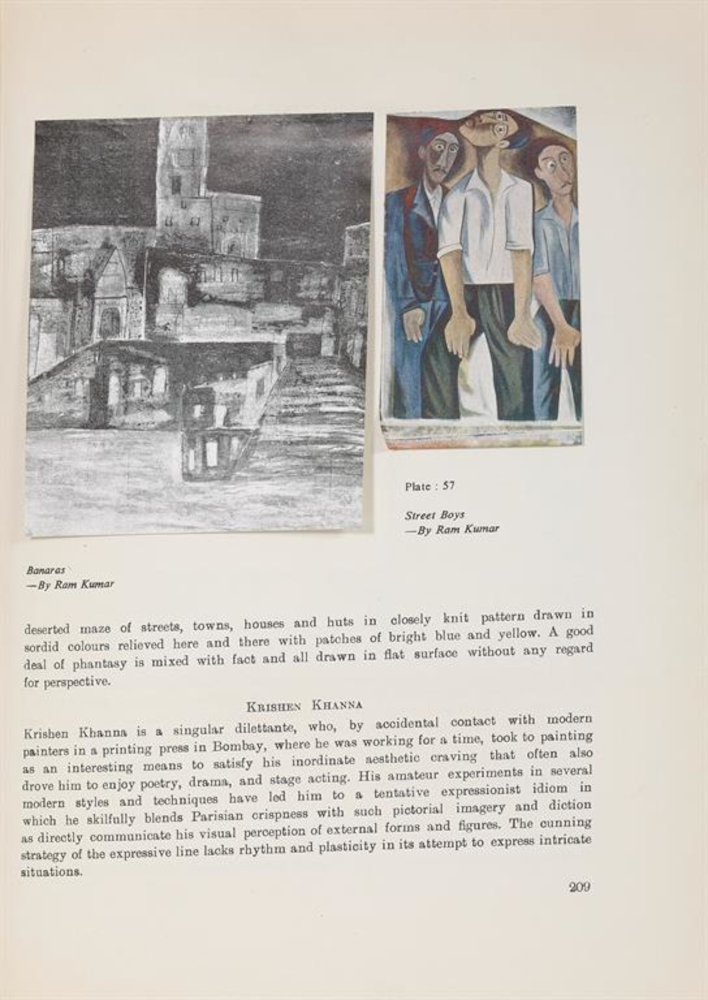 Plate : 57
Street Boys
—By Ram Kumar
Banaras
—By Ram Kumar
deserted maze of streets, towns, houses and huts in closely knit pattern drawn in
sordid colours relieved here and there with patches of bright blue and yellow. A good
deal of phantasy is mixed with fact and all drawn in flat surface without any regard
for perspective.
Krishen Khanna
Krishen Khanna is a singular dilettante, who, by accidental contact with modern
painters in a printing press in Bombay, where he was working for a time, took to painting
as an interesting means to satisfy his inordinate aesthetic craving that often also
drove him to enjoy poetry, drama, and stage acting. His amateur experiments in several
modern styles and techniques have led him to a tentative expressionist idiom in
which he skilfully blends Parisian crispness with such pictorial imagery and diction
as directly communicate his visual perception of external forms and figures. The cunning
strategy of the expressive line lacks rhythm and plasticity in its attempt to express intricate
situations.
209